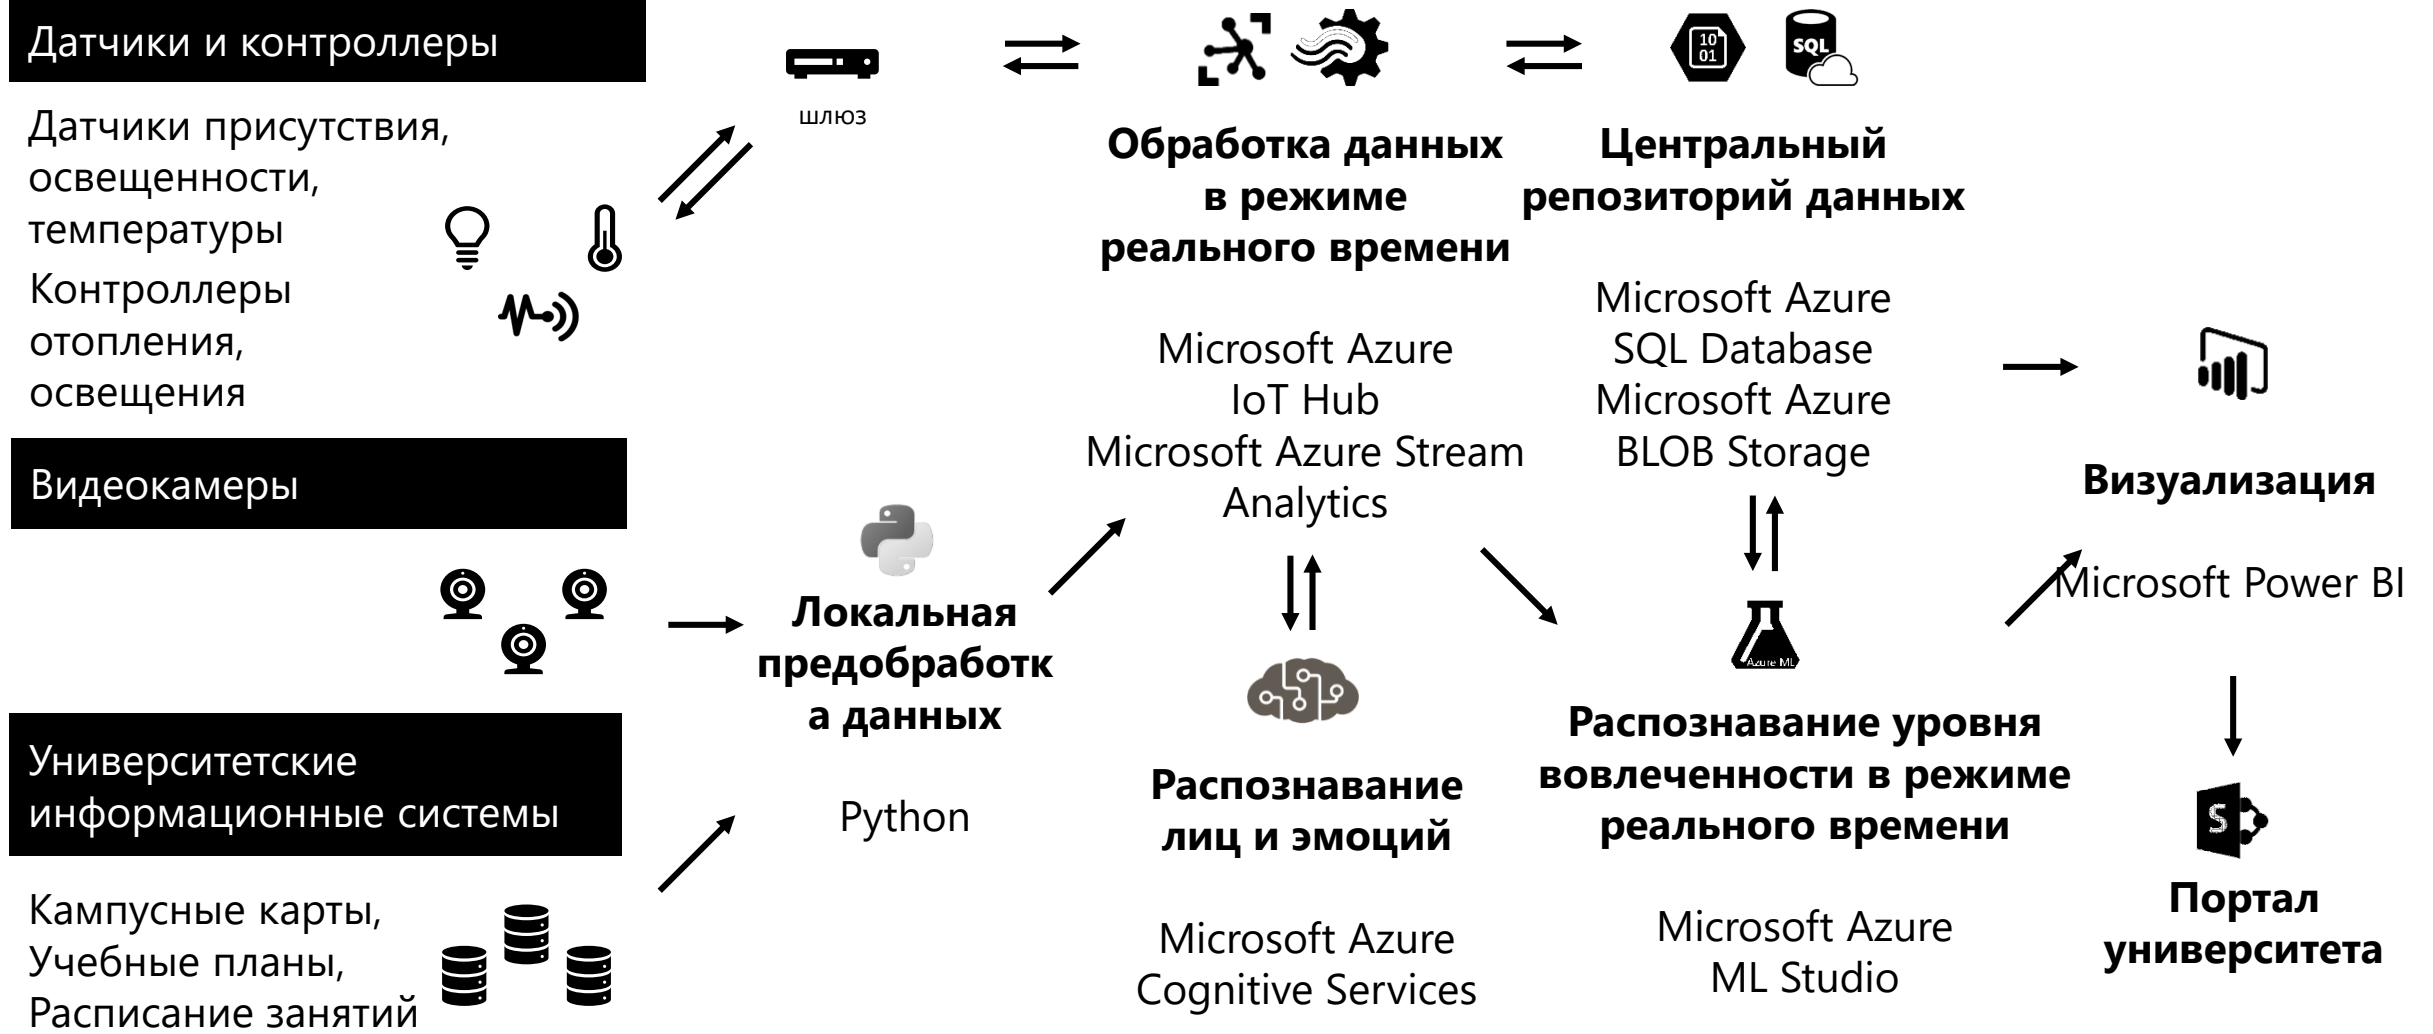 Датчики и контроллеры
Датчики присутствия,
освещенности,
температуры
Контроллеры
отопления,
освещения
Видеокамеры
Университетские
информационные системы
Кампусные карты,
Учебные планы,
Расписание занятий
шлюз
Локальная
предобработк
а данных
Python
Обработка данных
в режиме
реального времени
Microsoft Azure
IoT Hub
Microsoft Azure Stream
Analytics
Распознавание
лиц и эмоций
Microsoft Azure
Cognitive Services
10
01
SQL
Центральный
репозиторий данных
Microsoft Azure
SQL Database
Microsoft Azure
BLOB Storage
Azure ML
Распознавание уровня
вовлеченности в режиме
реального времени
Microsoft Azure
ML Studio
Визуализация
Microsoft Power BI
S
Портал
университета